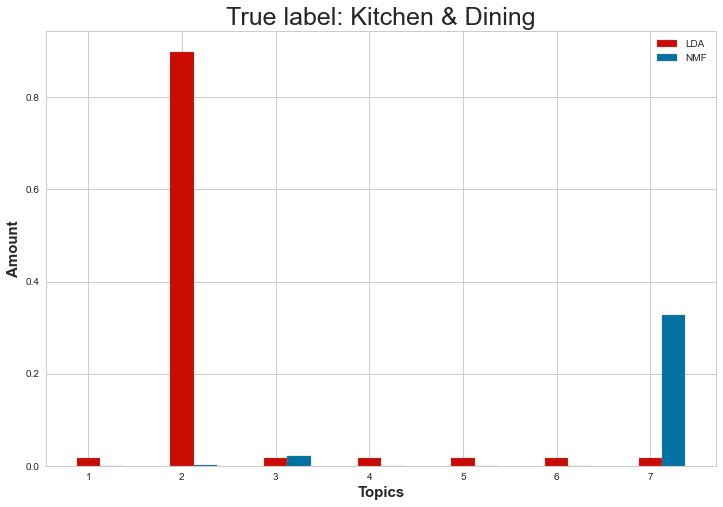 True label: Kitchen & Dining
LDA
NMF
Amount
0.8
0.6
0.4
0.2
0.0
1 2 3 4 5 6 7
Topics